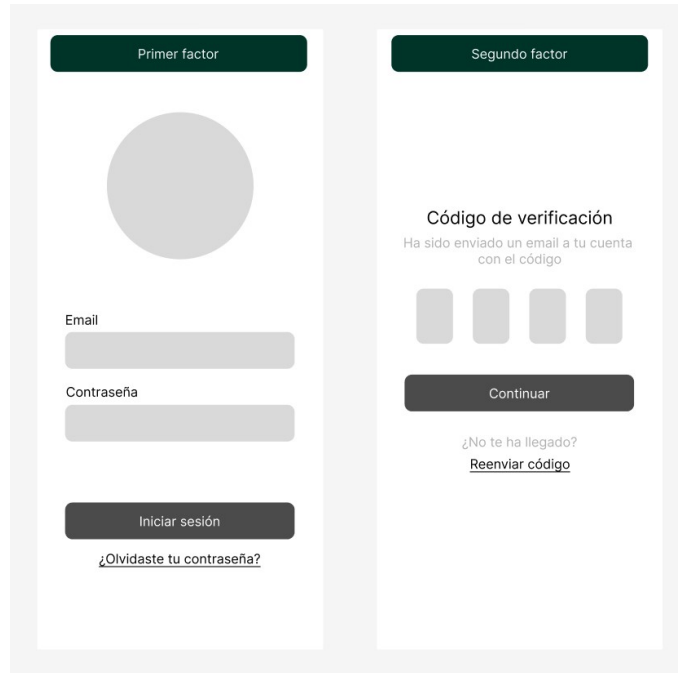 Primer factor
Email
Contraseña
Iniciar sesión
¿Olvidaste tu contraseña?
Segundo factor
Código de verificación
Ha sido enviado un email a tu cuenta
con el código
Continuar
¿No te ha llegado?
Reenviar código